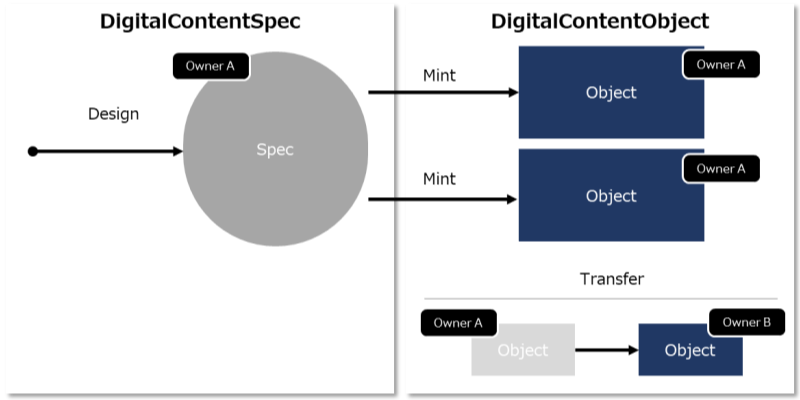 DigitalContentSpec
Owner A
Design
Spec
DigitalContentObject
Mint
Object
Owner A
Mint
Object
Owner A
Transfer
Owner A
Object
Owner B
Object